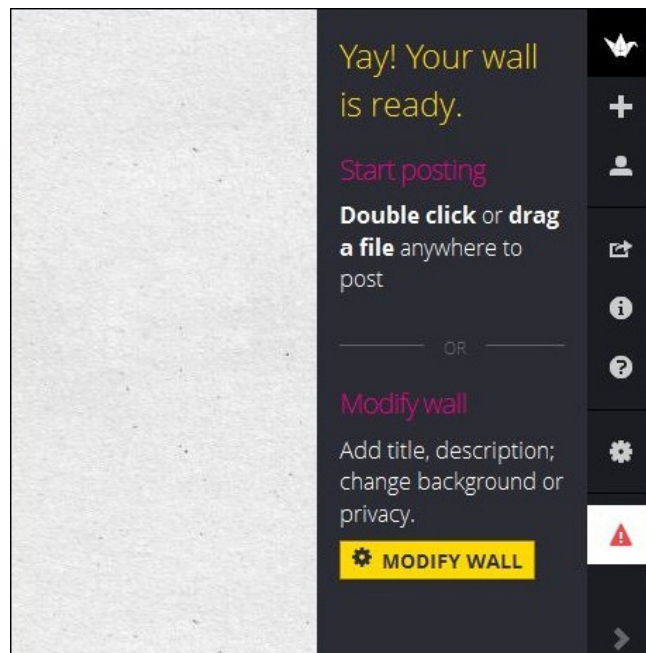 Yay! Your wall
is ready.
Start posting
Double click or drag
a file anywhere to
post
OR
Modify wall
Add title, description;
change background or
privacy.
MODIFY WALL